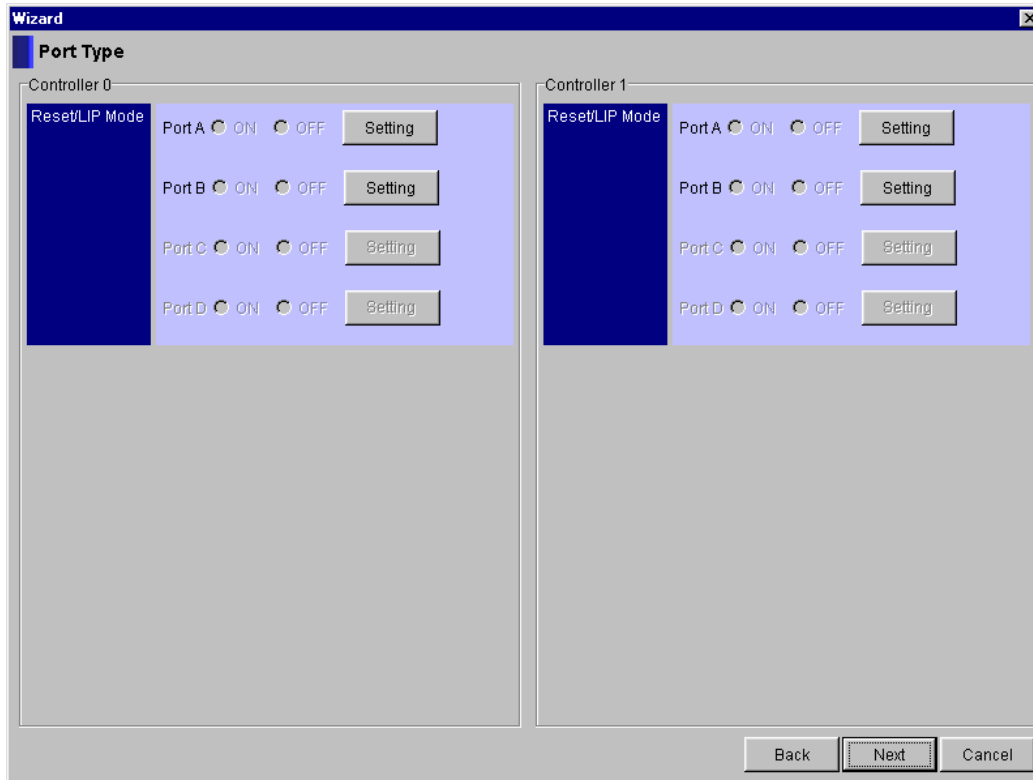 Wizard
Port Type
Controller 0
Reset/LIP Mode
Port A ON OFF Setting
Port B ON OFF Setting
Port C ON OFF Setting
Port D ON OFF Setting
Controller 1
Reset/LIP Mode
Port A ON OFF Setting
Port B ON OFF Setting
Port C ON OFF Setting
Port D ON OFF Setting
Back Next Cancel